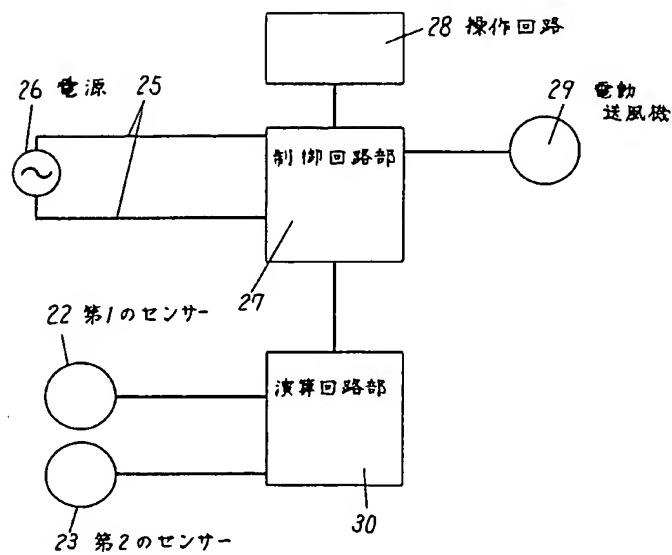 28 操作回路
26 電源
25
29 電動
送風機
制御回路部
27
22 第1のセンサー
演算回路部
30
23 第2のセンサー